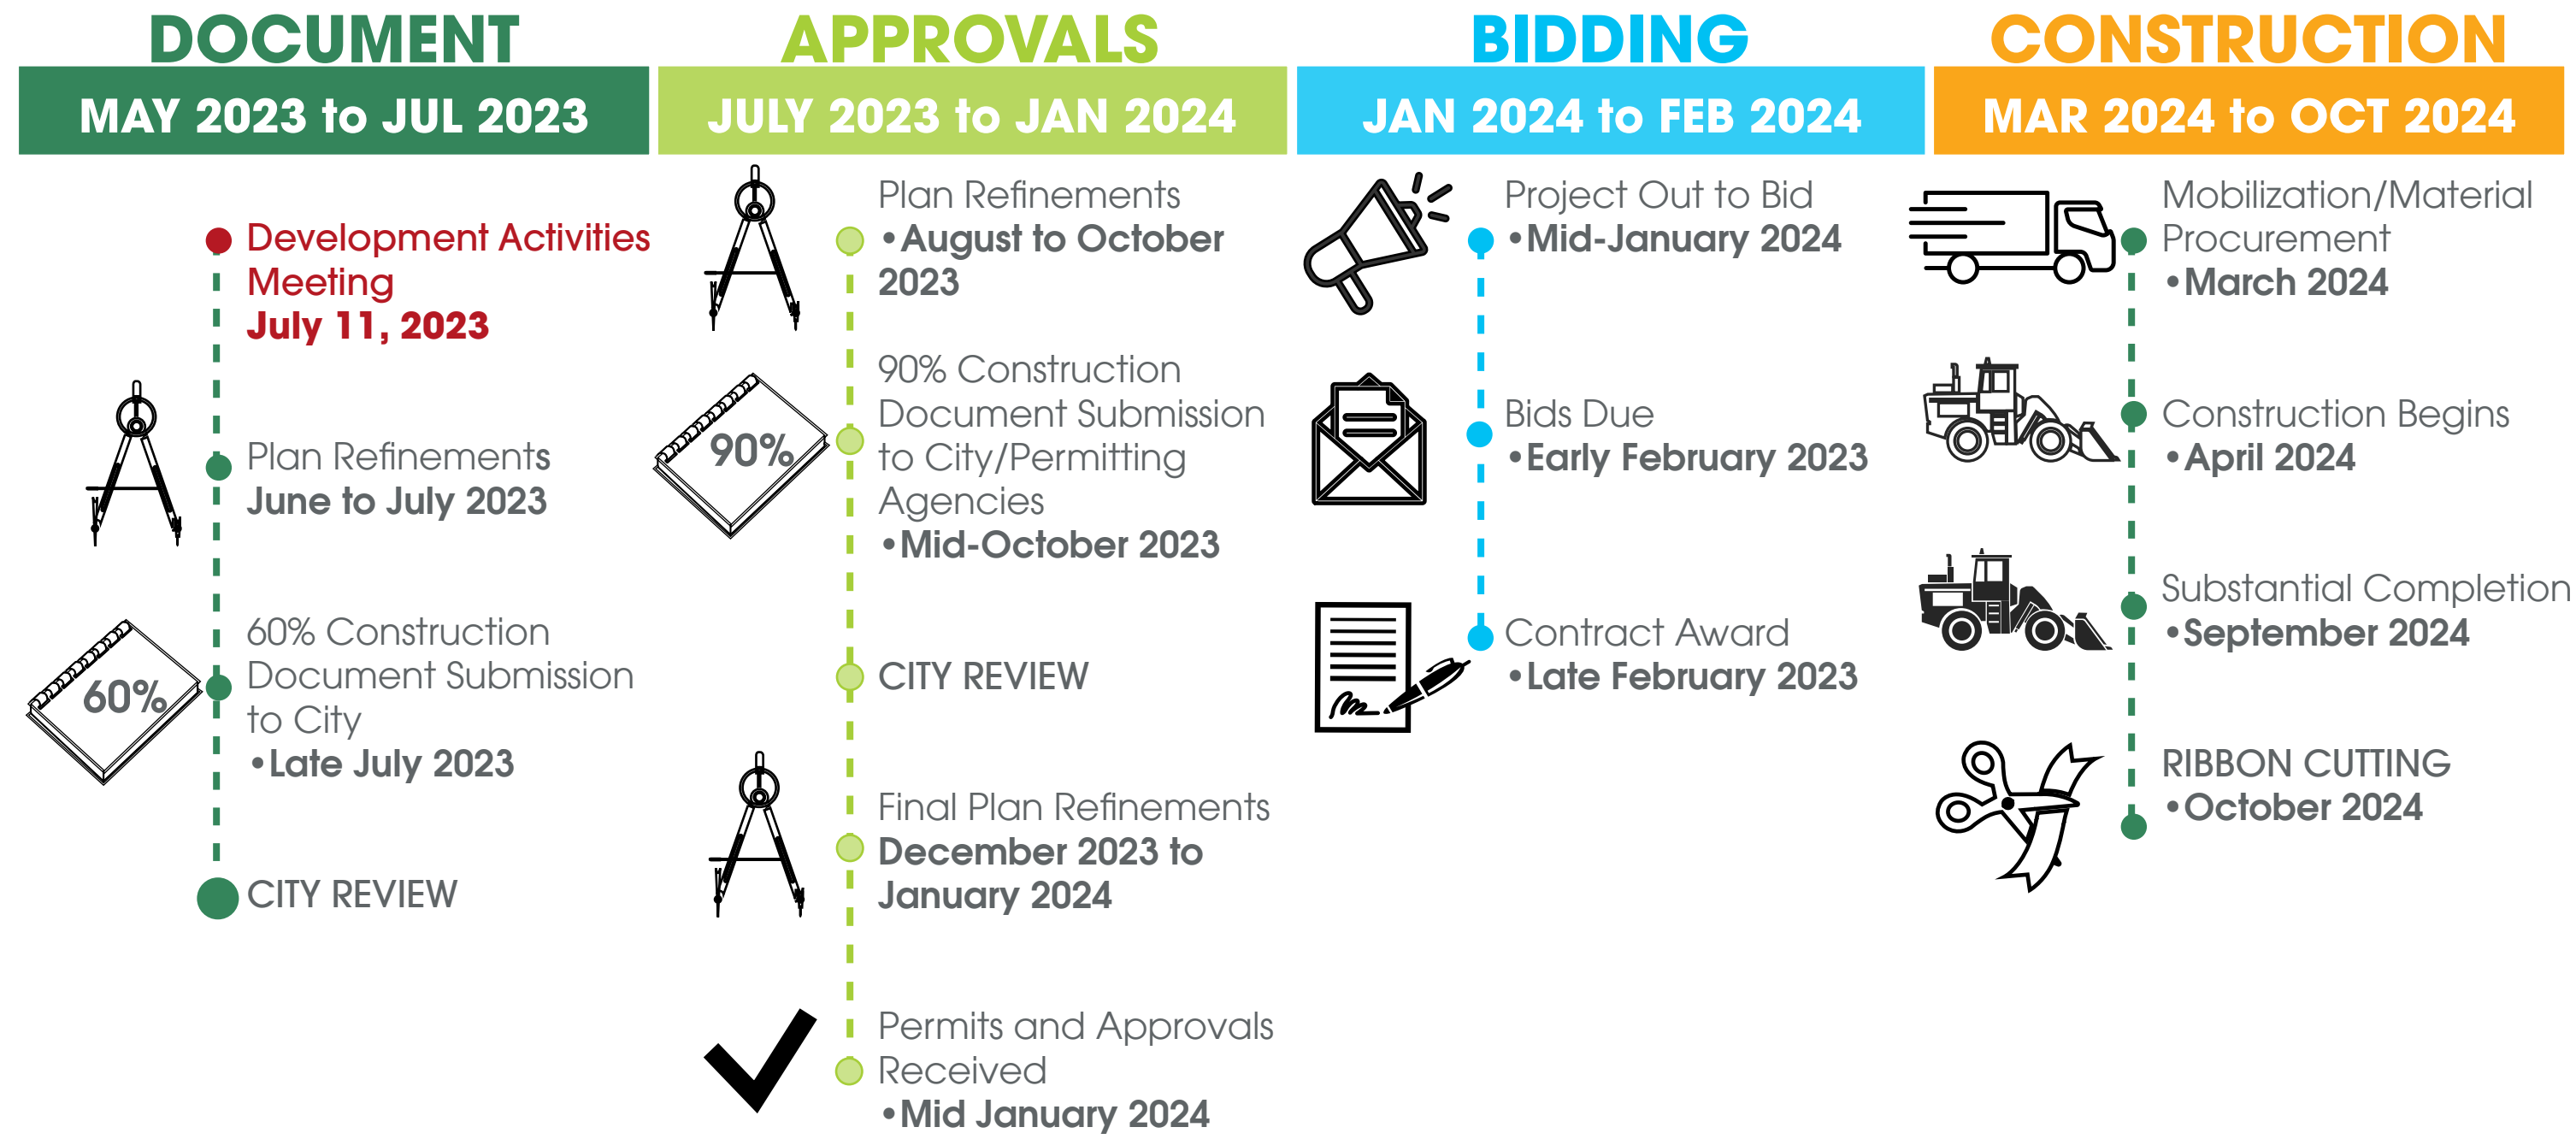 DOCUMENT
MAY 2023 to JUL 2023
Development Activities
Meeting
July 11, 2023
Plan Refinements
June to July 2023
60%
60% Construction
Document Submission
to City
•Late July 2023
CITY REVIEW
APPROVALS
JULY 2023 to JAN 2024
Plan Refinements
•August to October
2023
90%
90% Construction
Document Submission
to City/Permitting
Agencies
•Mid-October 2023
CITY REVIEW
Final Plan Refinements
December 2023 to
January 2024
Permits and Approvals
Received
•Mid January 2024
BIDDING
JAN 2024 to FEB 2024
Project Out to Bid
•Mid-January 2024
Bids Due
•Early February 2023
Contract Award
•Late February 2023
CONSTRUCTION
MAR 2024 to OCT 2024
Mobilization/Material
Procurement
•March 2024
Construction Begins
•April 2024
Substantial Completion
•September 2024
RIBBON CUTTING
•October 2024